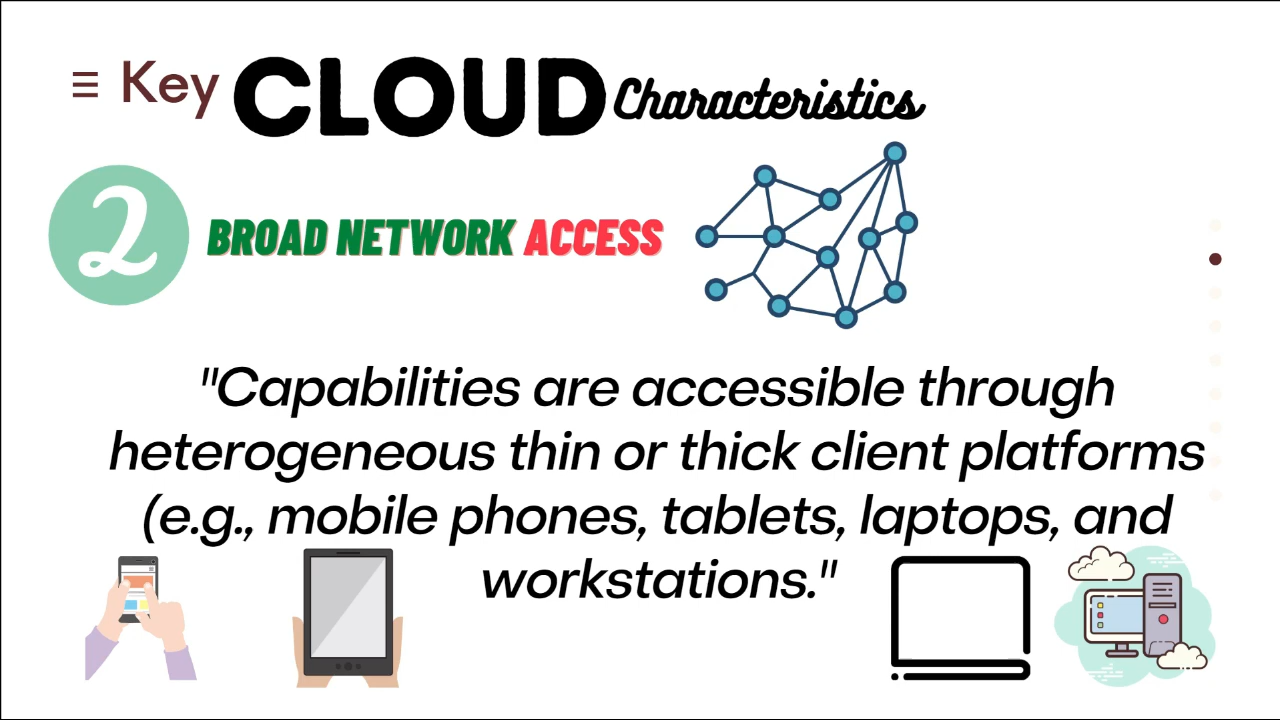 Key CLOUD Characteristics
2 BROAD NETWORK ACCESS
"Capabilities are accessible through
heterogeneous thin or thick client platforms
(e.g., mobile phones, tablets, laptops, and
workstations."